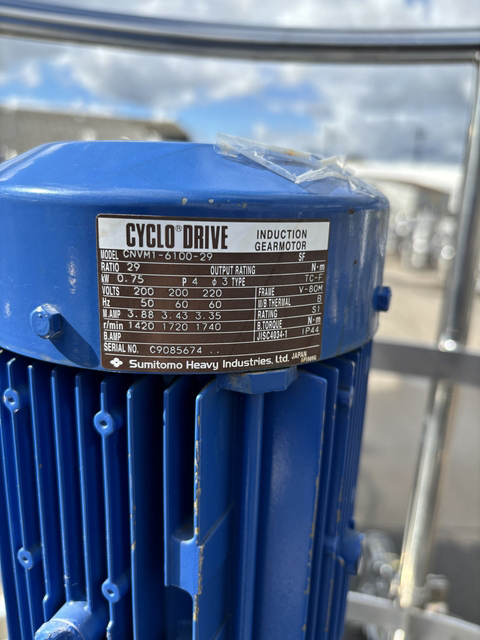 CYCLO® DRIVE INDUCTION GEARMOTOR
MODEL CNVM1-6100-29 SF
RATIO 29 OUTPUT RATING N·m
kW 0.75 P 4 φ 3 TYPE TC-F
VOLTS 200 200 220 FRAME V-80M
Hz 50 60 60 M/B THERMAL B
M.AMP 3.88 3.43 3.35 RATING S1
r/min 1420 1720 1740 B.TORQUE N·m
B.AMP JISC4034-1 IP44
SERIAL NO. C9085674 ..
Sumitomo Heavy Industries, Ltd. JAPAN